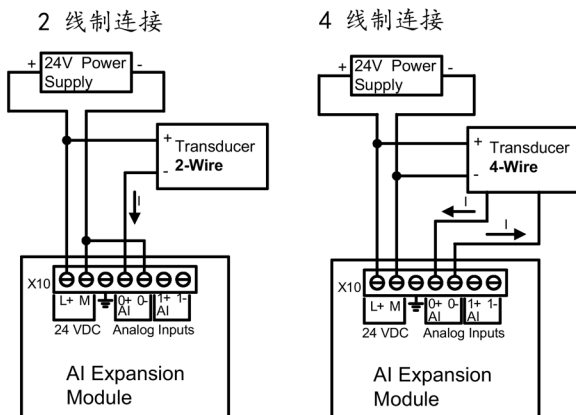 2 线制连接
+ 24V Power Supply -
+ Transducer
- 2-Wire
I
X10
L+ M 0+ 0- 1+ 1-
AI AI
24 VDC Analog Inputs
AI Expansion
Module
4 线制连接
+ 24V Power Supply -
+ Transducer
4-Wire
-
I
I
X10
L+ M 0+ 0- 1+ 1-
AI AI
24 VDC Analog Inputs
AI Expansion
Module